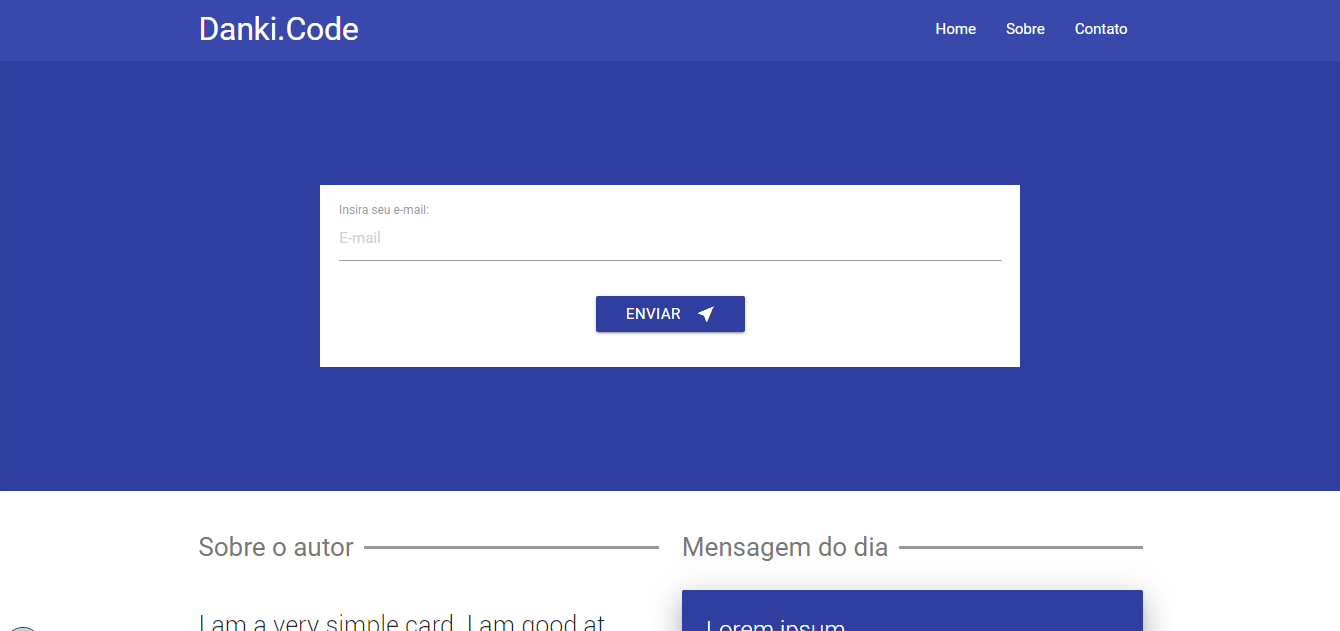 Danki.Code
Home Sobre Contato
Insira seu e-mail:
E-mail
ENVIAR
Sobre o autor
Mensagem do dia
I am a very simple card. I am good at
Lorem ipsum